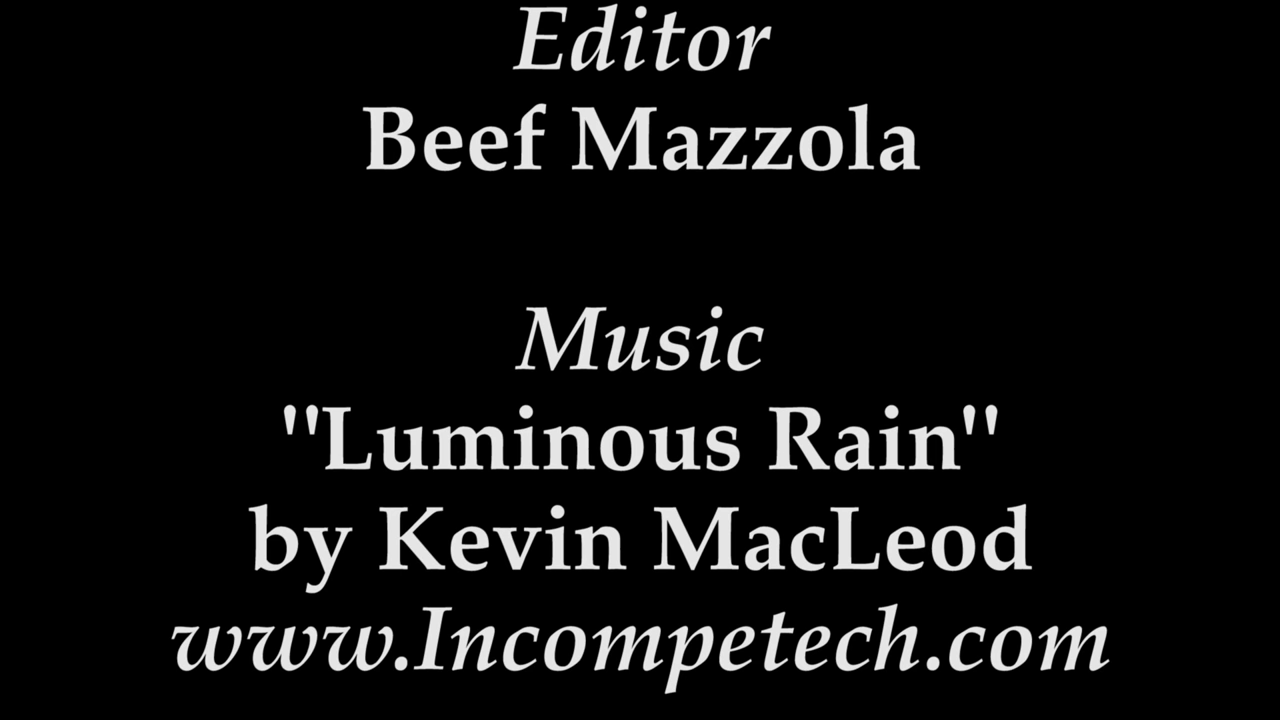 Editor
Beef Mazzola
Music
"Luminous Rain"
by Kevin MacLeod
www.Incompetech.com